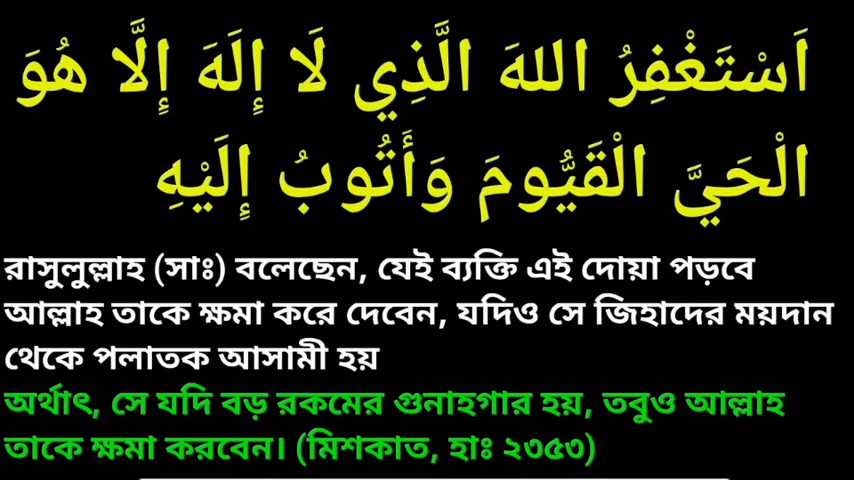 اَسْتَغْفِرُ اللهَ الَّذِي لَا إِلَهَ إِلَّا هُوَ
الْحَيَّ الْقَيُّومَ وَأَتُوبُ إِلَيْهِ
রাসুলুল্লাহ (সাঃ) বলেছেন, যেই ব্যক্তি এই দোয়া পড়বে
আল্লাহ তাকে ক্ষমা করে দেবেন, যদিও সে জিহাদের ময়দান
থেকে পলাতক আসামী হয়
অর্থাৎ, সে যদি বড় রকমের গুনাহগার হয়, তবুও আল্লাহ
তাকে ক্ষমা করবেন। (মিশকাত, হাঃ ২৩৫৩)